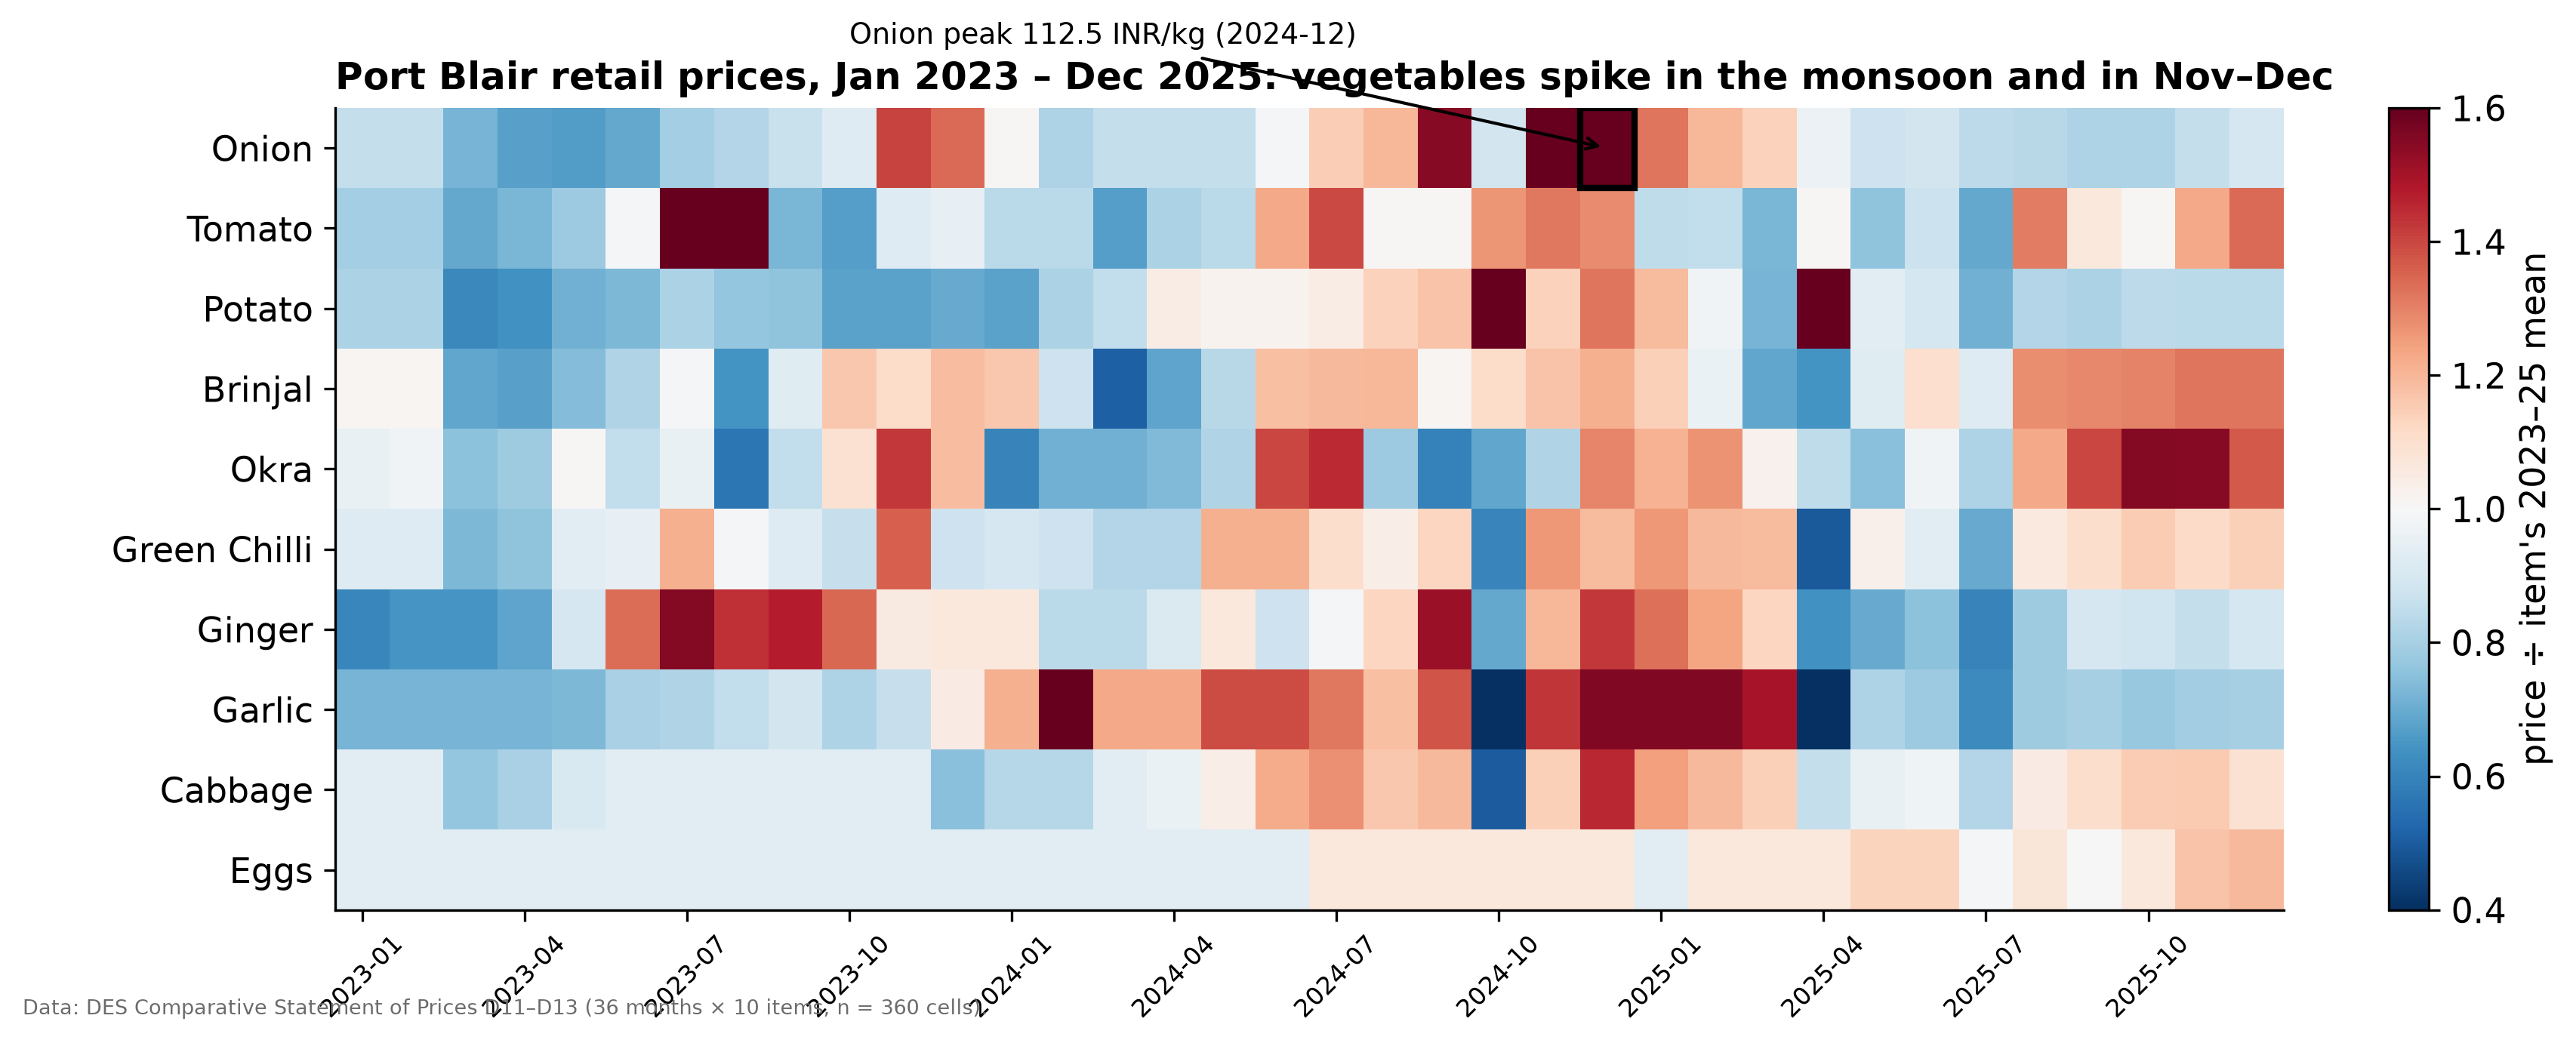 Onion peak 112.5 INR/kg (2024-12)
Port Blair retail prices, Jan 2023 – Dec 2025: vegetables spike in the monsoon and in Nov–Dec
Onion
Tomato
Potato
Brinjal
Okra
Green Chilli
Ginger
Garlic
Cabbage
Eggs
2023-01
2023-04
2023-07
2023-10
2024-01
2024-04
2024-07
2024-10
2025-01
2025-04
2025-07
2025-10
1.6
1.4
1.2
1.0
0.8
0.6
0.4
price ÷ item's 2023–25 mean
Data: DES Comparative Statement of Prices D11–D13 (36 months × 10 items, n = 360 cells)